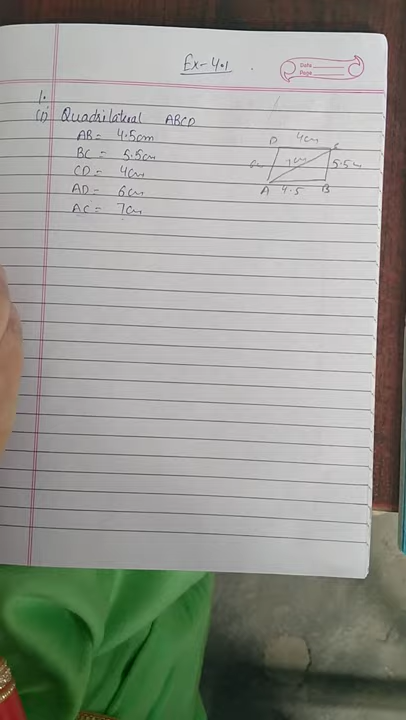 Ex-4.1
Date
Page
1.
(i) Quadrilateral ABCD
AB = 4.5cm
BC = 5.5cm
CD = 4cm
AD = 6cm
AC = 7cm
D 4cm C
7cm 5.5cm
A 4.5 B